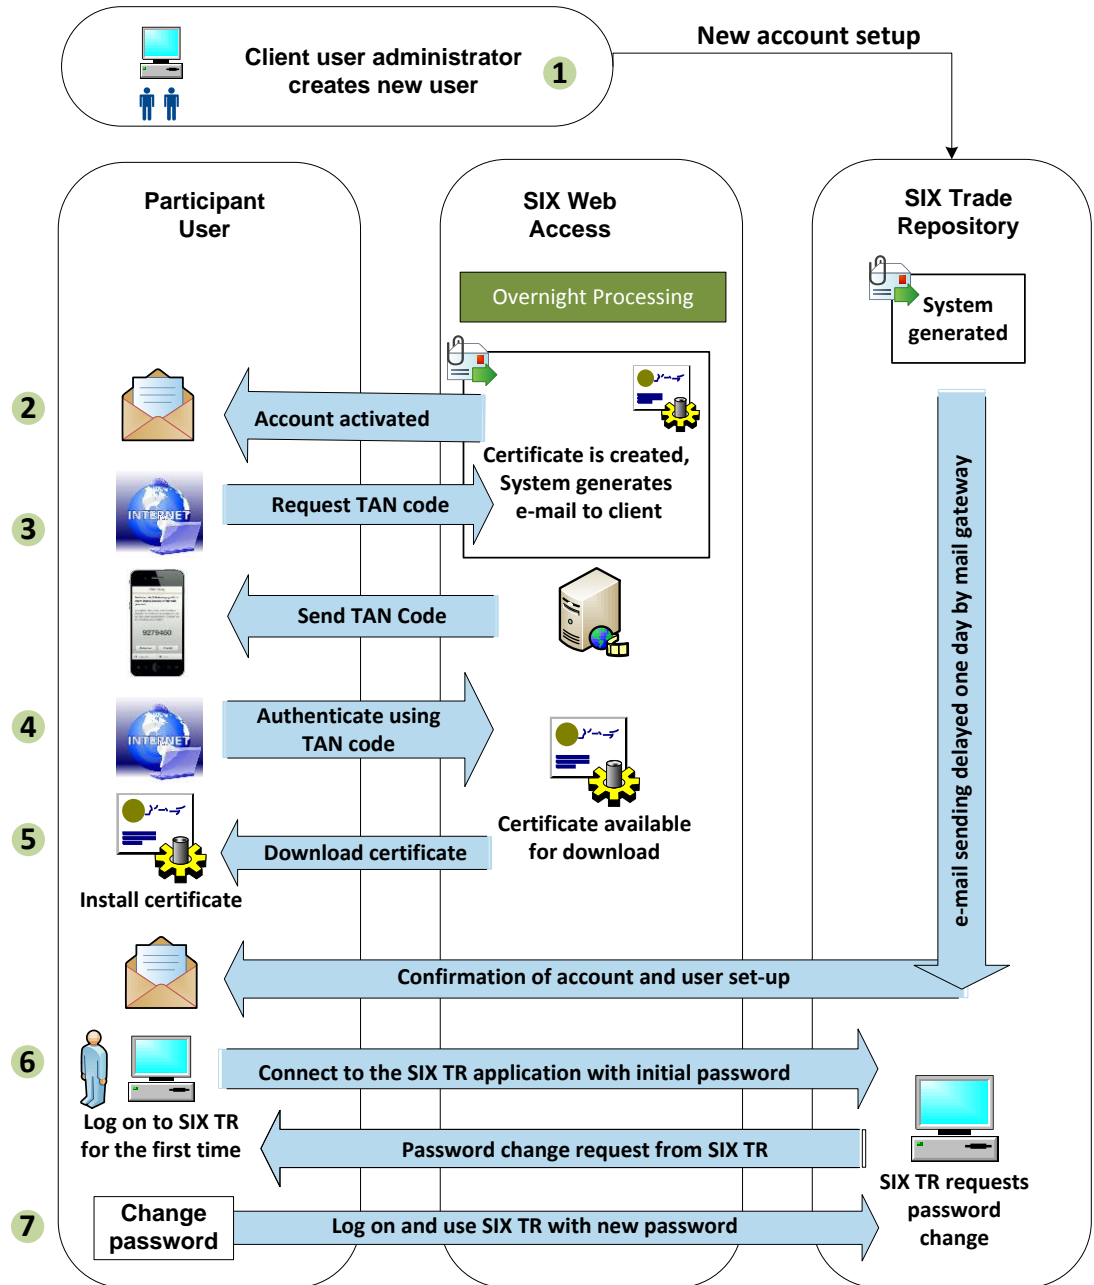 New account setup
Client user administrator
creates new user
1
Participant
User
SIX Web
Access
SIX Trade
Repository
Overnight Processing
System
generated
2
Account activated
Certificate is created,
System generates
e-mail to client
3
INTERNET
Request TAN code
Send TAN Code
9279460
e-mail sending delayed one day by mail gateway
4
INTERNET
Authenticate using
TAN code
5
Download certificate
Certificate available
for download
Install certificate
Confirmation of account and user set-up
6
Connect to the SIX TR application with initial password
Log on to SIX TR
for the first time
Password change request from SIX TR
SIX TR requests
password
change
7
Change
password
Log on and use SIX TR with new password